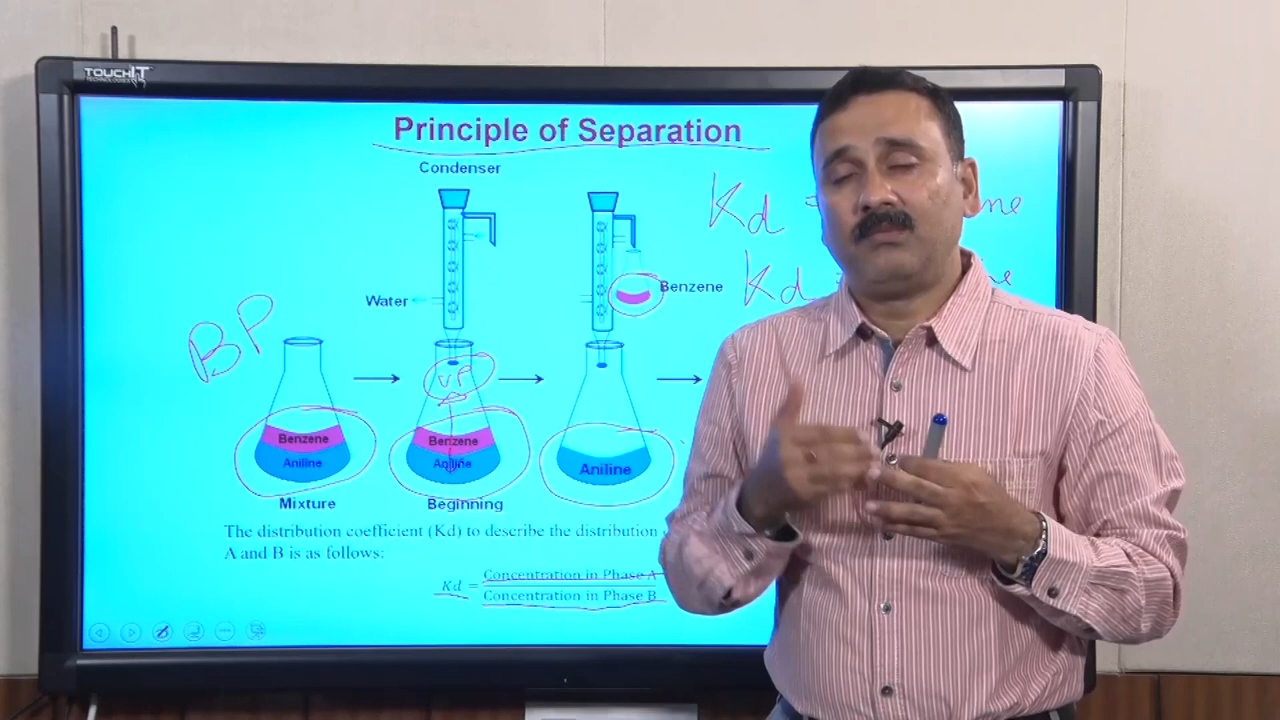 TOUCHIT
TECHNOLOGIES
Principle of Separation
Condenser
Kd
Kd
Water
Benzene
BP
VP
Benzene
Aniline
Benzene
Aniline
Aniline
Mixture
Beginning
The distribution coefficient (Kd) to describe the distribution
A and B is as follows:
Kd = Concentration in Phase A
Concentration in Phase B